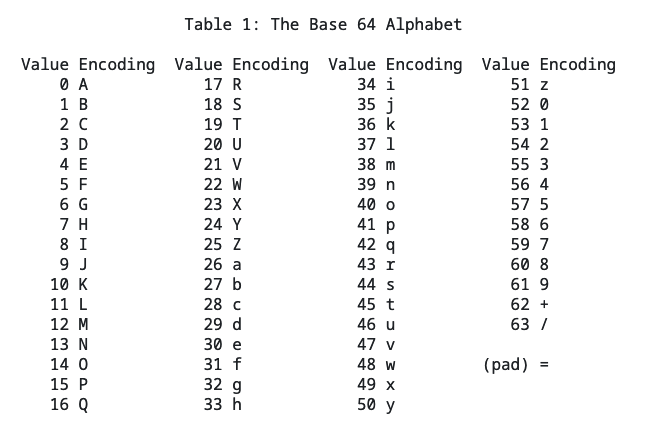 Table 1: The Base 64 Alphabet
Value Encoding  Value Encoding  Value Encoding  Value Encoding
0 A  17 R  34 i  51 z
1 B  18 S  35 j  52 0
2 C  19 T  36 k  53 1
3 D  20 U  37 l  54 2
4 E  21 V  38 m  55 3
5 F  22 W  39 n  56 4
6 G  23 X  40 o  57 5
7 H  24 Y  41 p  58 6
8 I  25 Z  42 q  59 7
9 J  26 a  43 r  60 8
10 K  27 b  44 s  61 9
11 L  28 c  45 t  62 +
12 M  29 d  46 u  63 /
13 N  30 e  47 v
14 O  31 f  48 w  (pad) =
15 P  32 g  49 x
16 Q  33 h  50 y